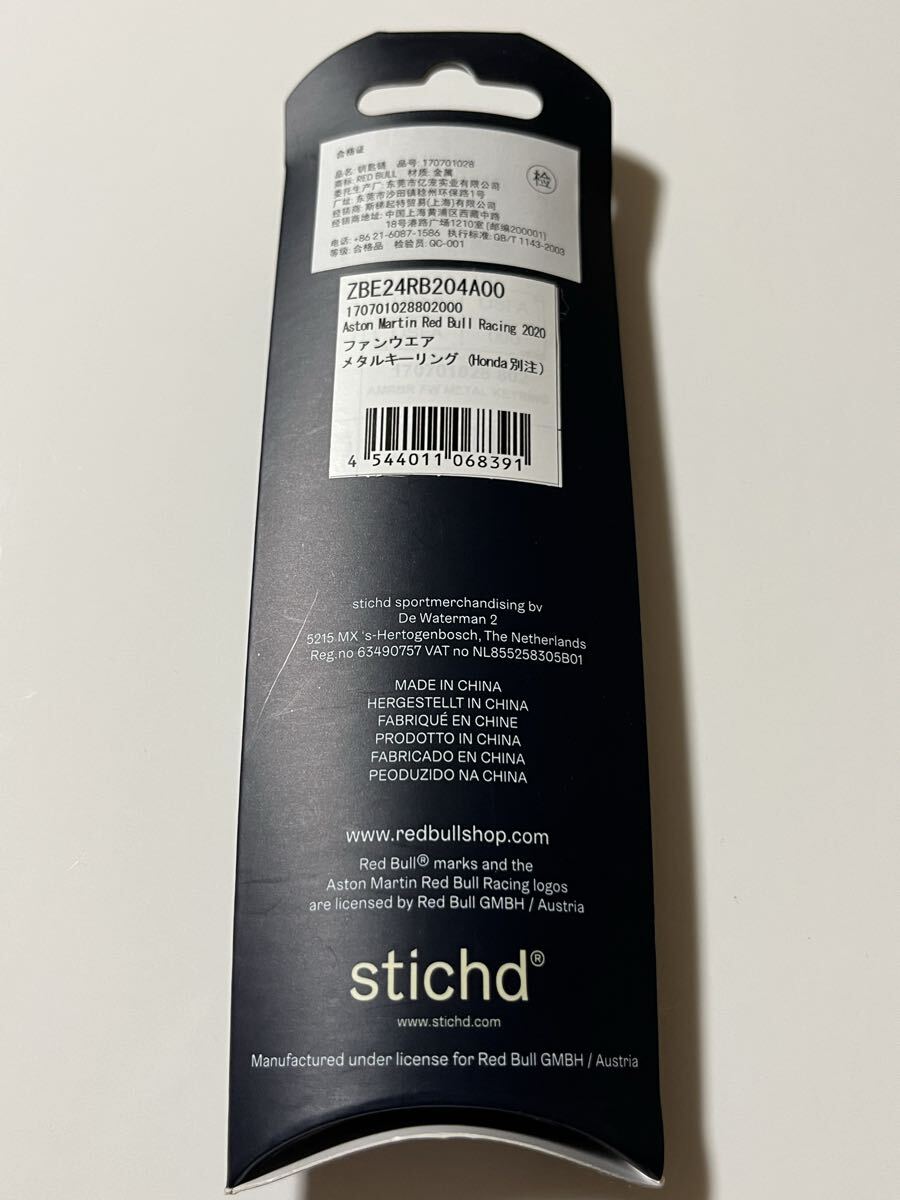 合格证
品名: 钥匙链 品号: 170701028
商标: RED BULL 材质: 金属
委托生产厂: 东莞市亿宠实业有限公司
厂址: 东莞市沙田镇稔州环保路1号
经销商: 斯梯起特贸易(上海)有限公司
经销商地址: 中国上海黄浦区西藏中路
18号港路广场1210室 [邮编200001]
电话: +86 21-6087-1586 执行标准: QB/T 1143-2003
等级: 合格品 检验员: QC-001
检
ZBE24RB204A00
170701028802000
Aston Martin Red Bull Racing 2020
ファンウエア
メタルキーリング (Honda別注)
4 544011 068391
stichd sportmerchandising bv
De Waterman 2
5215 MX 's-Hertogenbosch, The Netherlands
Reg.no 63490757 VAT no NL855258305B01
MADE IN CHINA
HERGESTELLT IN CHINA
FABRIQUÉ EN CHINE
PRODOTTO IN CHINA
FABRICADO EN CHINA
PEODUZIDO NA CHINA
www.redbullshop.com
Red Bull® marks and the
Aston Martin Red Bull Racing logos
are licensed by Red Bull GMBH / Austria
stichd®
www.stichd.com
Manufactured under license for Red Bull GMBH / Austria